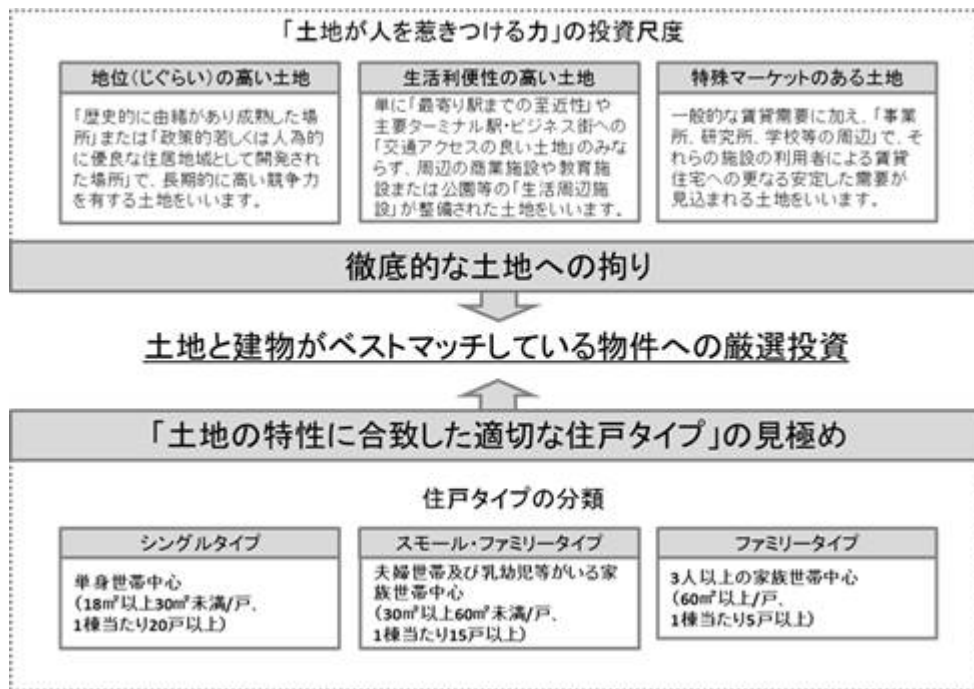 「土地が人を惹きつける力」の投資尺度
地位(じぐらい)の高い土地
「歴史的に由緒があり成熟した場
所」または「政策的若しくは人為的
に優良な住居地域として開発され
た場所」で、長期的に高い競争力
を有する土地をいいます。
生活利便性の高い土地
単に「最寄り駅までの至近性」や
主要ターミナル駅・ビジネス街への
「交通アクセスの良い土地」のみな
らず、周辺の商業施設や教育施
設または公園等の「生活周辺施
設」が整備された土地をいいます。
特殊マーケットのある土地
一般的な賃貸需要に加え、「事業
所、研究所、学校等の周辺」で、そ
れらの施設の利用者による賃貸
住宅への更なる安定した需要が
見込まれる土地をいいます。
徹底的な土地への拘り
土地と建物がベストマッチしている物件への厳選投資
「土地の特性に合致した適切な住戸タイプ」の見極め
住戸タイプの分類
シングルタイプ
単身世帯中心
(18㎡以上30㎡未満/戸、
1棟当たり20戸以上)
スモール・ファミリータイプ
夫婦世帯及び乳幼児等がいる家
族世帯中心
(30㎡以上60㎡未満/戸、
1棟当たり15戸以上)
ファミリータイプ
3人以上の家族世帯中心
(60㎡以上/戸、
1棟当たり5戸以上)